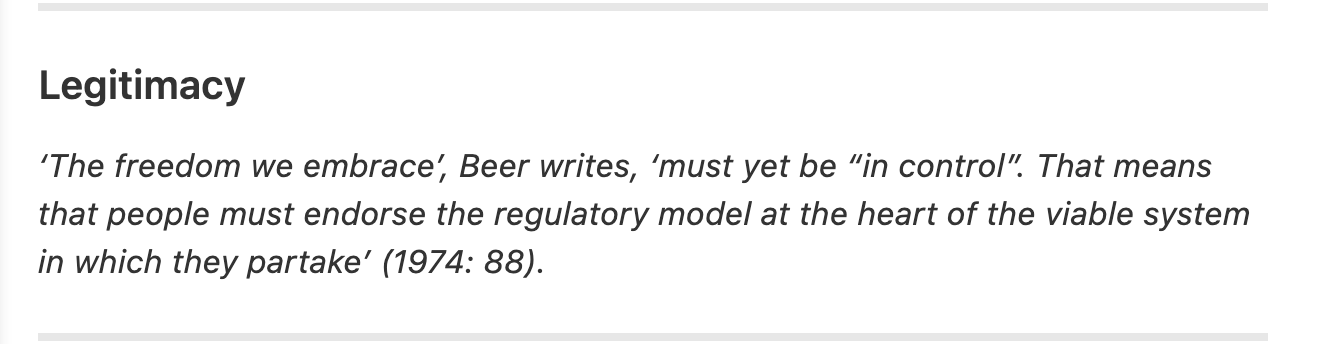 Legitimacy
‘The freedom we embrace’, Beer writes, ‘must yet be “in control”. That means
that people must endorse the regulatory model at the heart of the viable system
in which they partake’ (1974: 88).